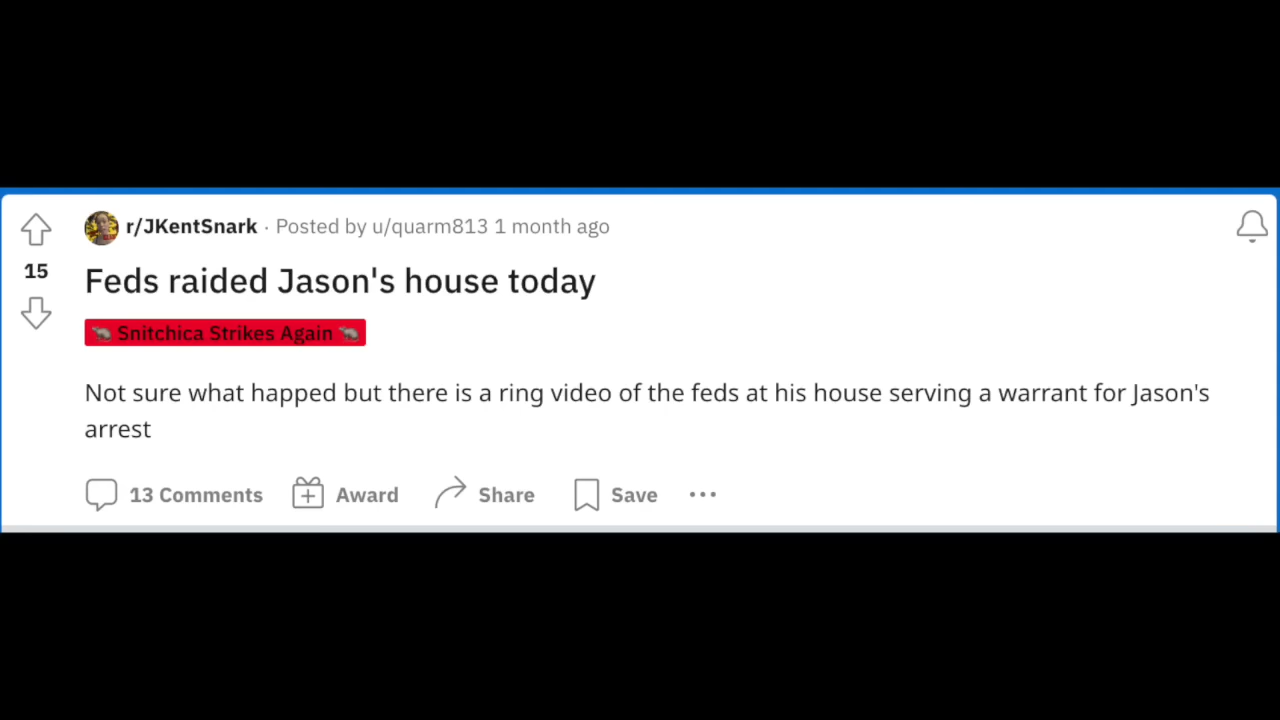 r/JKentSnark · Posted by u/quarm813 1 month ago
15
Feds raided Jason's house today
🐀 Snitchica Strikes Again 🐀
Not sure what happed but there is a ring video of the feds at his house serving a warrant for Jason's
arrest
13 Comments Award Share Save ...